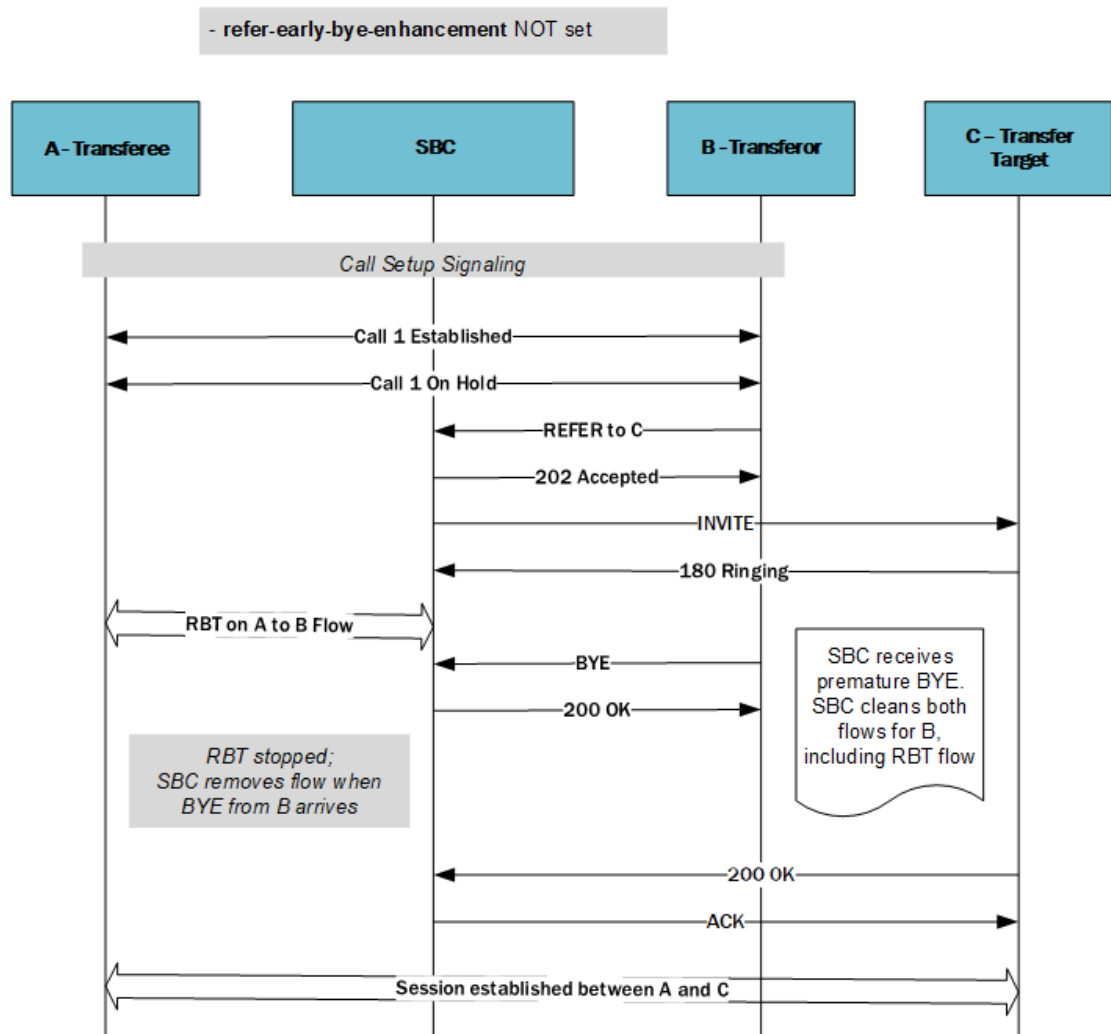 - refer-early-bye-enhancement NOT set
A - Transferee
SBC
B - Transferor
C – Transfer
Target
Call Setup Signaling
Call 1 Established
Call 1 On Hold
REFER to C
202 Accepted
INVITE
180 Ringing
RBT on A to B Flow
BYE
200 OK
SBC receives
premature BYE.
SBC cleans both
flows for B,
including RBT flow
RBT stopped;
SBC removes flow when
BYE from B arrives
200 OK
ACK
Session established between A and C